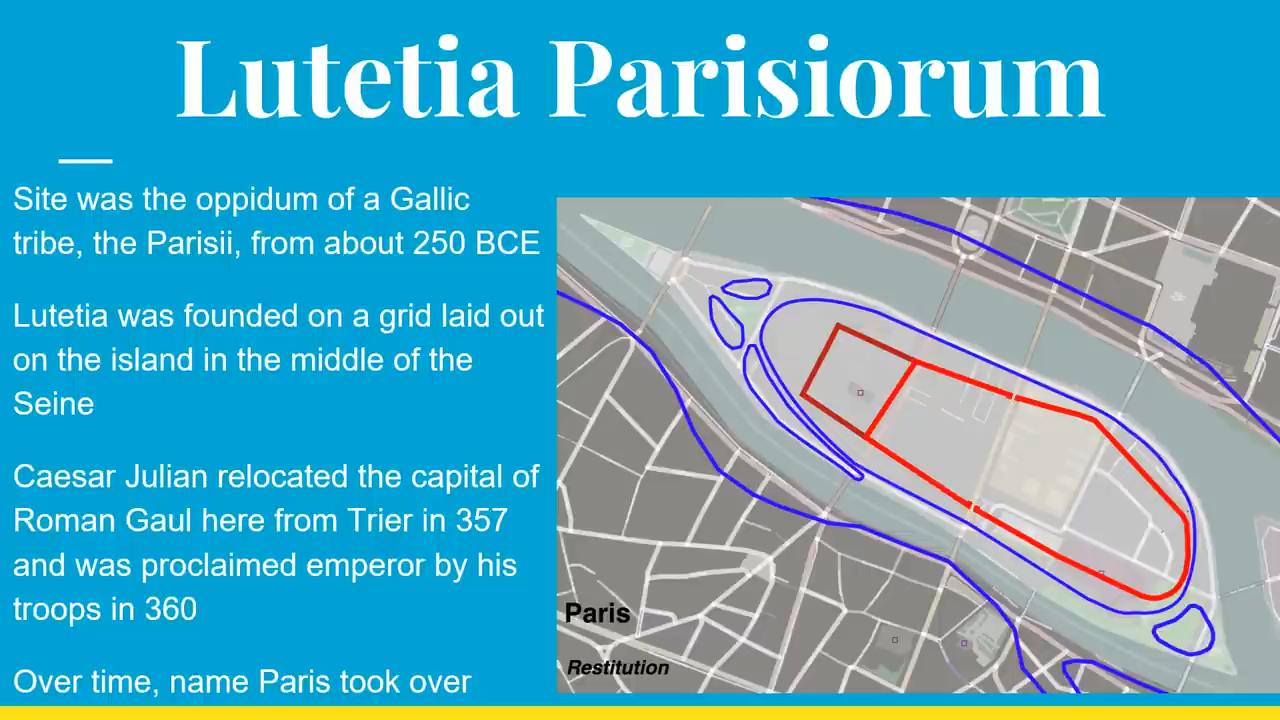 Lutetia Parisiorum
Site was the oppidum of a Gallic
tribe, the Parisii, from about 250 BCE
Lutetia was founded on a grid laid out
on the island in the middle of the
Seine
Caesar Julian relocated the capital of
Roman Gaul here from Trier in 357
and was proclaimed emperor by his
troops in 360
Over time, name Paris took over
Paris
Restitution